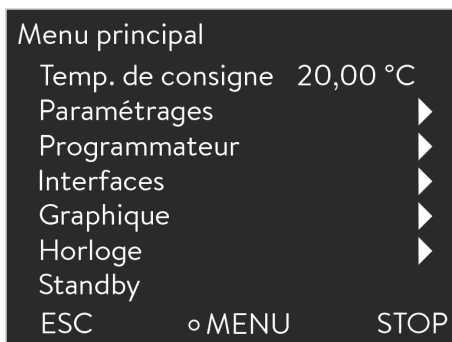 Menu principal
Temp. de consigne 20,00 °C
Paramétrages
Programmateur
Interfaces
Graphique
Horloge
Standby
ESC MENU STOP